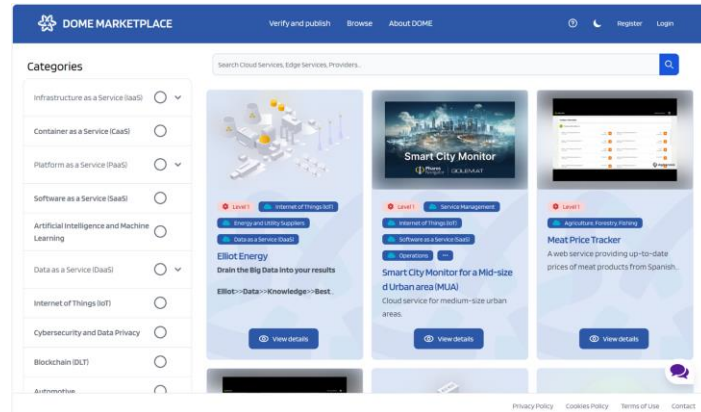 DOME MARKETPLACE
Verify and publish Browse About DOME
Register Login
Categories
Search Cloud Services, Edge Services, Providers...
Infrastructure as a Service (IaaS)
Container as a Service (CaaS)
Platform as a Service (PaaS)
Software as a Service (SaaS)
Artificial Intelligence and Machine
Learning
Data as a Service (DaaS)
Internet of Things (IoT)
Cybersecurity and Data Privacy
Blockchain (DLT)
Automotive
Level 1 Internet of Things (IoT)
Energy and Utility Suppliers
Data as a Service (DaaS)
Elliot Energy
Drain the Big Data into your results
Elliot>>Data>>Knowledge>>Best..
View details
Smart City Monitor
GOLEM.AT
Level 1 Service Management
Internet of Things (IoT)
Software as a Service (SaaS)
Operations ...
Smart City Monitor for a Mid-size
d Urban area (MUA)
Cloud service for medium-size urban
areas.
View details
Level 1
Agriculture, Forestry, Fishing
Meat Price Tracker
A web service providing up-to-date
prices of meat products from Spanish..
View details
Privacy Policy Cookies Policy Terms of Use Contact